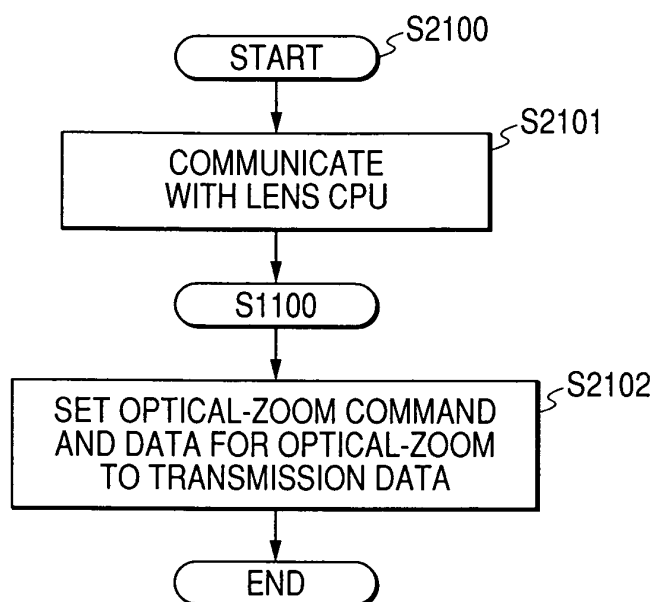 START
S2100
COMMUNICATE
WITH LENS CPU
S2101
S1100
SET OPTICAL-ZOOM COMMAND
AND DATA FOR OPTICAL-ZOOM
TO TRANSMISSION DATA
S2102
END